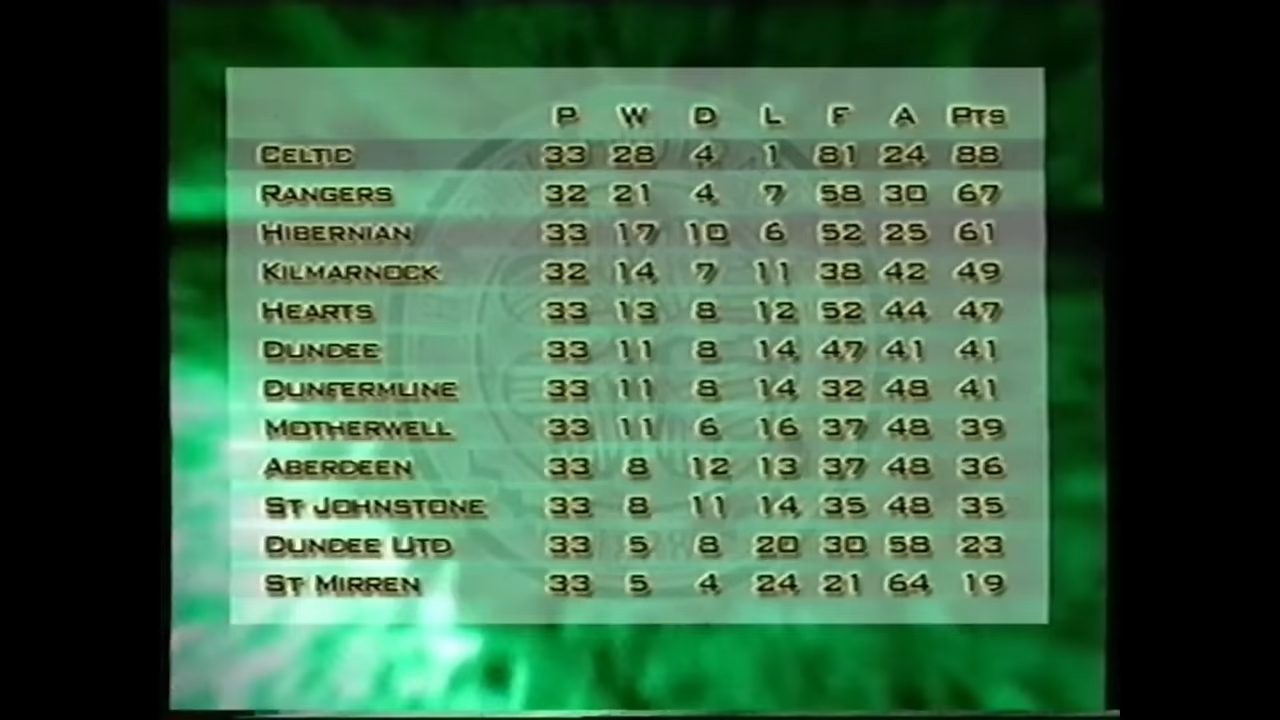 P W D L F A Pts
Celtic 33 28 4 1 81 24 88
Rangers 32 21 4 7 58 30 67
Hibernian 33 17 10 6 52 25 61
Kilmarnock 32 14 7 11 38 42 49
Hearts 33 13 8 12 52 44 47
Dundee 33 11 8 14 47 41 41
Dunfermline 33 11 8 14 32 48 41
Motherwell 33 11 6 16 37 48 39
Aberdeen 33 8 12 13 37 48 36
St Johnstone 33 8 11 14 35 48 35
Dundee Utd 33 5 8 20 30 58 23
St Mirren 33 5 4 24 21 64 19